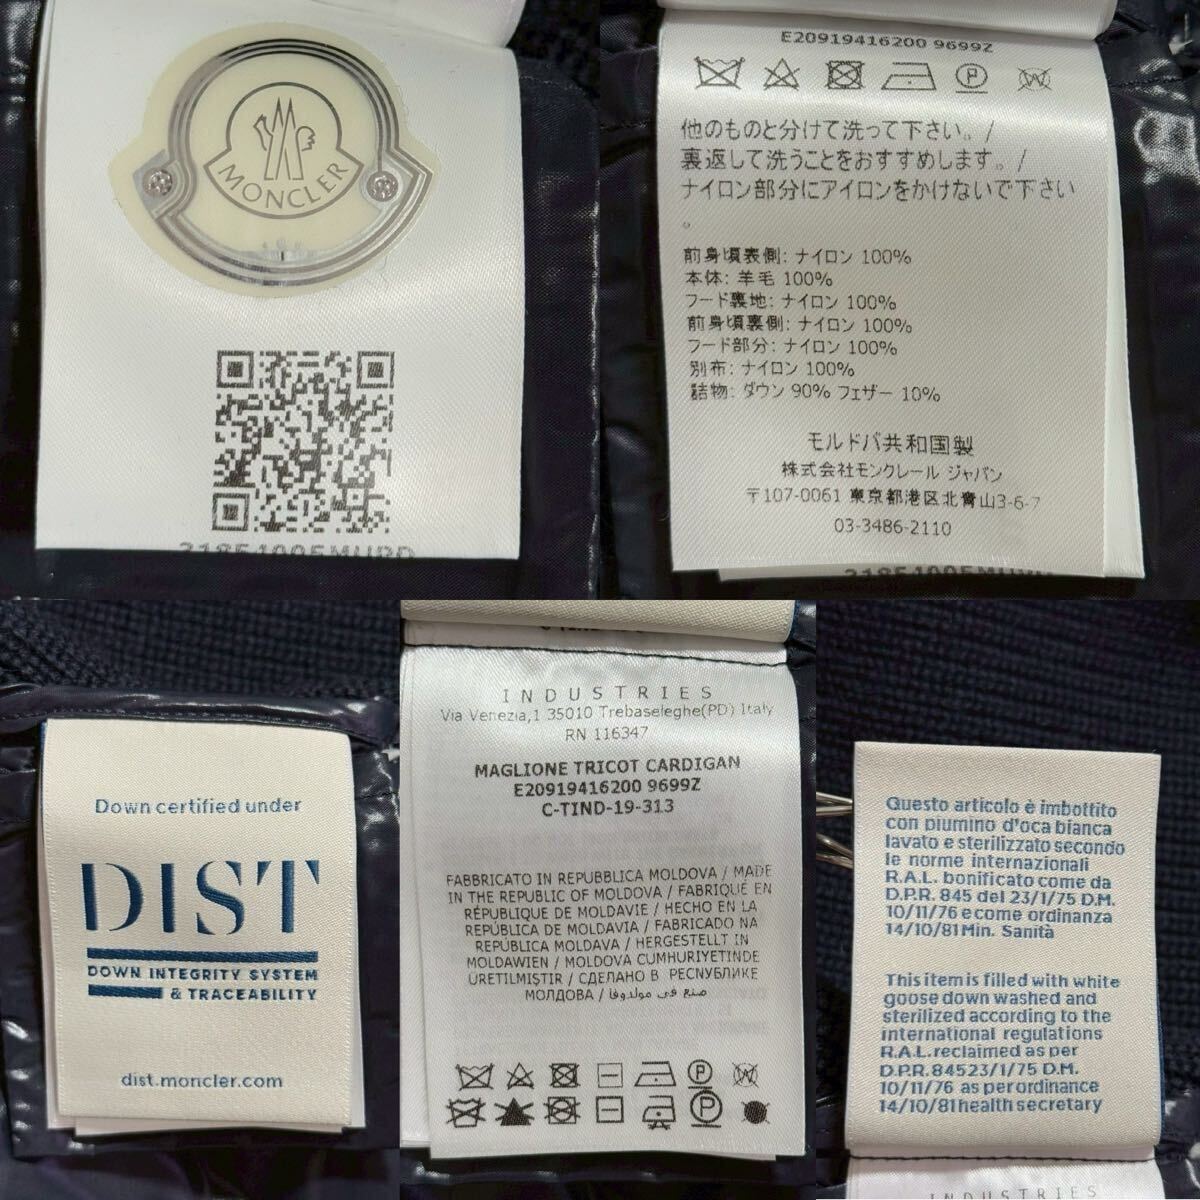 MONCLER
E20919416200 9699Z
他のものと分けて洗って下さい。/
裏返して洗うことをおすすめします。/
ナイロン部分にアイロンをかけないで下さい
。
前身頃表側: ナイロン 100%
本体: 羊毛 100%
フード裏地: ナイロン 100%
前身頃裏側: ナイロン 100%
フード部分: ナイロン 100%
別布: ナイロン 100%
詰物: ダウン 90% フェザー 10%
モルドバ共和国製
株式会社モンクレール ジャパン
〒107-0061 東京都港区北青山3-6-7
03-3486-2110
Down certified under
DIST
DOWN INTEGRITY SYSTEM
& TRACEABILITY
dist.moncler.com
INDUSTRIES
Via Venezia,1 35010 Trebaseleghe(PD) Italy
RN 116347
MAGLIONE TRICOT CARDIGAN
E20919416200 9699Z
C-TIND-19-313
FABBRICATO IN REPUBBLICA MOLDOVA / MADE
IN THE REPUBLIC OF MOLDOVA / FABRIQUÉ EN
RÉPUBLIQUE DE MOLDAVIE / HECHO EN LA
REPÚBLICA DE MOLDAVIA / FABRICADO NA
REPÚBLICA MOLDAVA / HERGESTELLT IN
MOLDAWIEN / MOLDOVA CUMHURIYETINDE
ÜRETILMIŞTIR / СДЕЛАНО В РЕСПУБЛИКЕ
МОЛДОВА / صنع في مولدوفا
Questo articolo è imbottito
con piumino d'oca bianca
lavato e sterilizzato secondo
le norme internazionali
R.A.L. bonificato come da
D.P.R. 845 del 23/1/75 D.M.
10/11/76 e come ordinanza
14/10/81 Min. Sanità
This item is filled with white
goose down washed and
sterilized according to the
international regulations
R.A.L. reclaimed as per
D.P.R. 84523/1/75 D.M.
10/11/76 as per ordinance
14/10/81 health secretary
INDUSTRIES